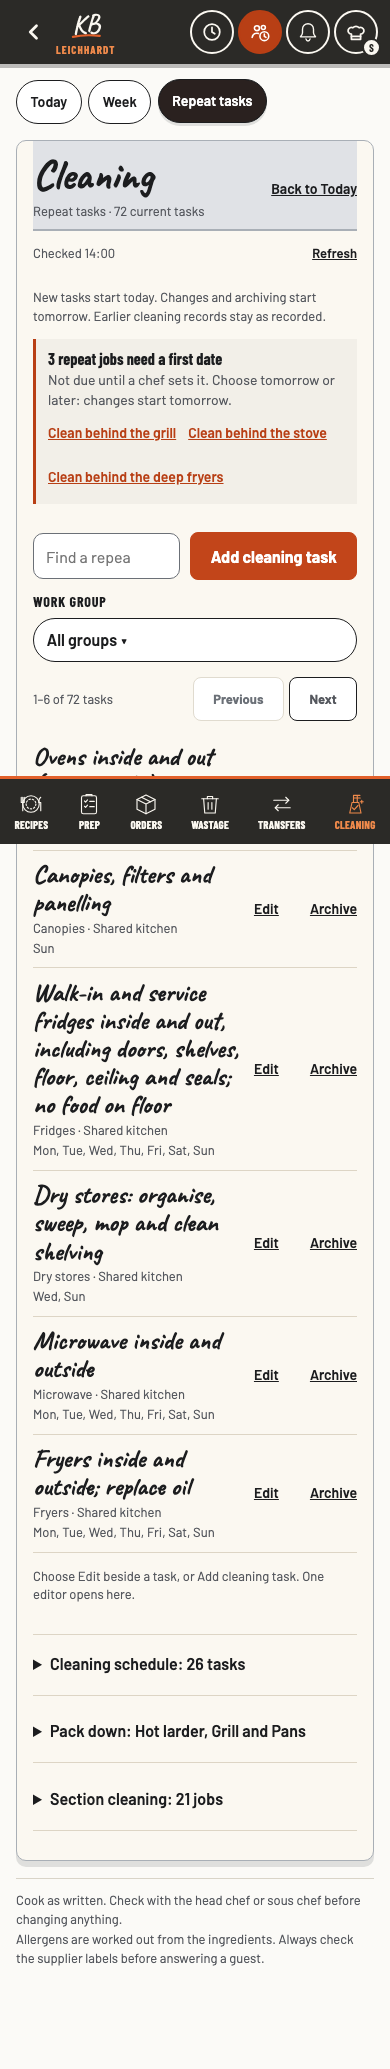 KB
LEICHHARDT
S
Today
Week
Repeat tasks
Cleaning
Back to Today
Repeat tasks · 72 current tasks
Checked 14:00
Refresh
New tasks start today. Changes and archiving start
tomorrow. Earlier cleaning records stay as recorded.
3 repeat jobs need a first date
Not due until a chef sets it. Choose tomorrow or
later: changes start tomorrow.
Clean behind the grill
Clean behind the stove
Clean behind the deep fryers
Find a repea
Add cleaning task
WORK GROUP
All groups ▾
1–6 of 72 tasks
Previous
Next
Ovens inside and out
RECIPES
PREP
ORDERS
WASTAGE
TRANSFERS
CLEANING
Canopies, filters and
panelling
Canopies · Shared kitchen
Sun
Edit
Archive
Walk-in and service
fridges inside and out,
including doors, shelves,
floor, ceiling and seals;
no food on floor
Fridges · Shared kitchen
Mon, Tue, Wed, Thu, Fri, Sat, Sun
Edit
Archive
Dry stores: organise,
sweep, mop and clean
shelving
Dry stores · Shared kitchen
Wed, Sun
Edit
Archive
Microwave inside and
outside
Microwave · Shared kitchen
Mon, Tue, Wed, Thu, Fri, Sat, Sun
Edit
Archive
Fryers inside and
outside; replace oil
Fryers · Shared kitchen
Mon, Tue, Wed, Thu, Fri, Sat, Sun
Edit
Archive
Choose Edit beside a task, or Add cleaning task. One
editor opens here.
▶ Cleaning schedule: 26 tasks
▶ Pack down: Hot larder, Grill and Pans
▶ Section cleaning: 21 jobs
Cook as written. Check with the head chef or sous chef before
changing anything.
Allergens are worked out from the ingredients. Always check
the supplier labels before answering a guest.